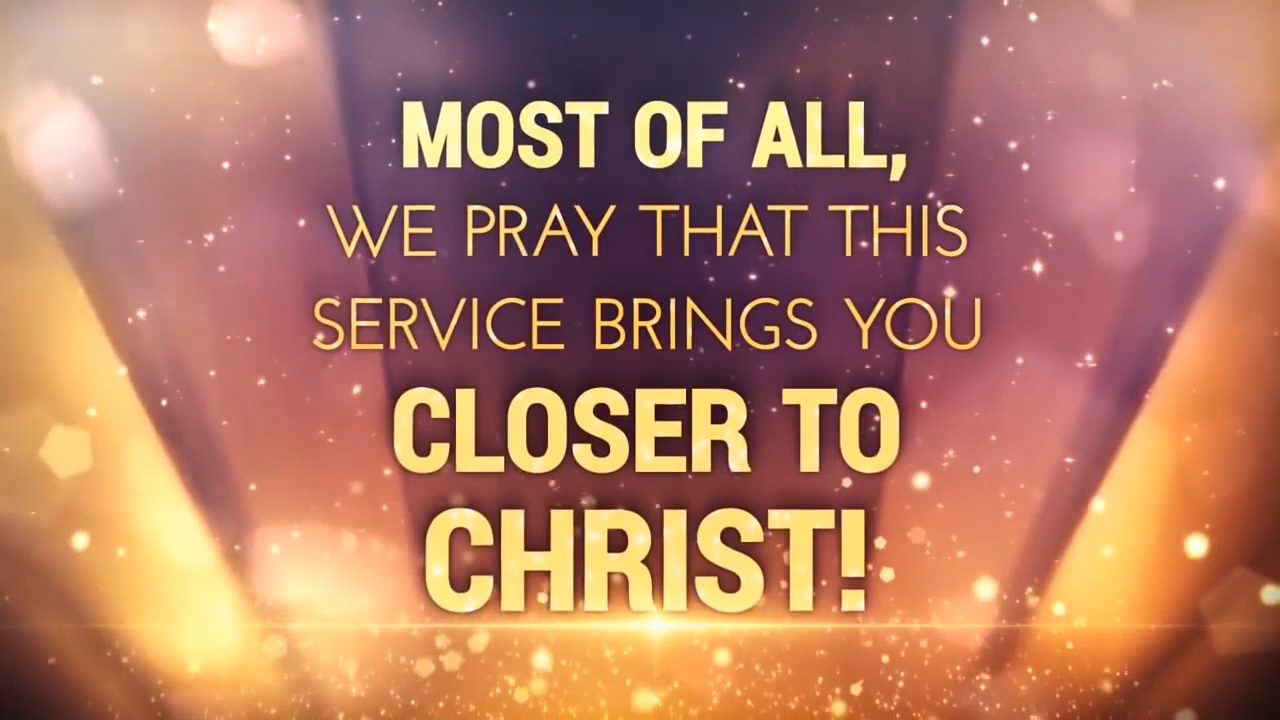 MOST OF ALL,
WE PRAY THAT THIS
SERVICE BRINGS YOU
CLOSER TO
CHRIST!